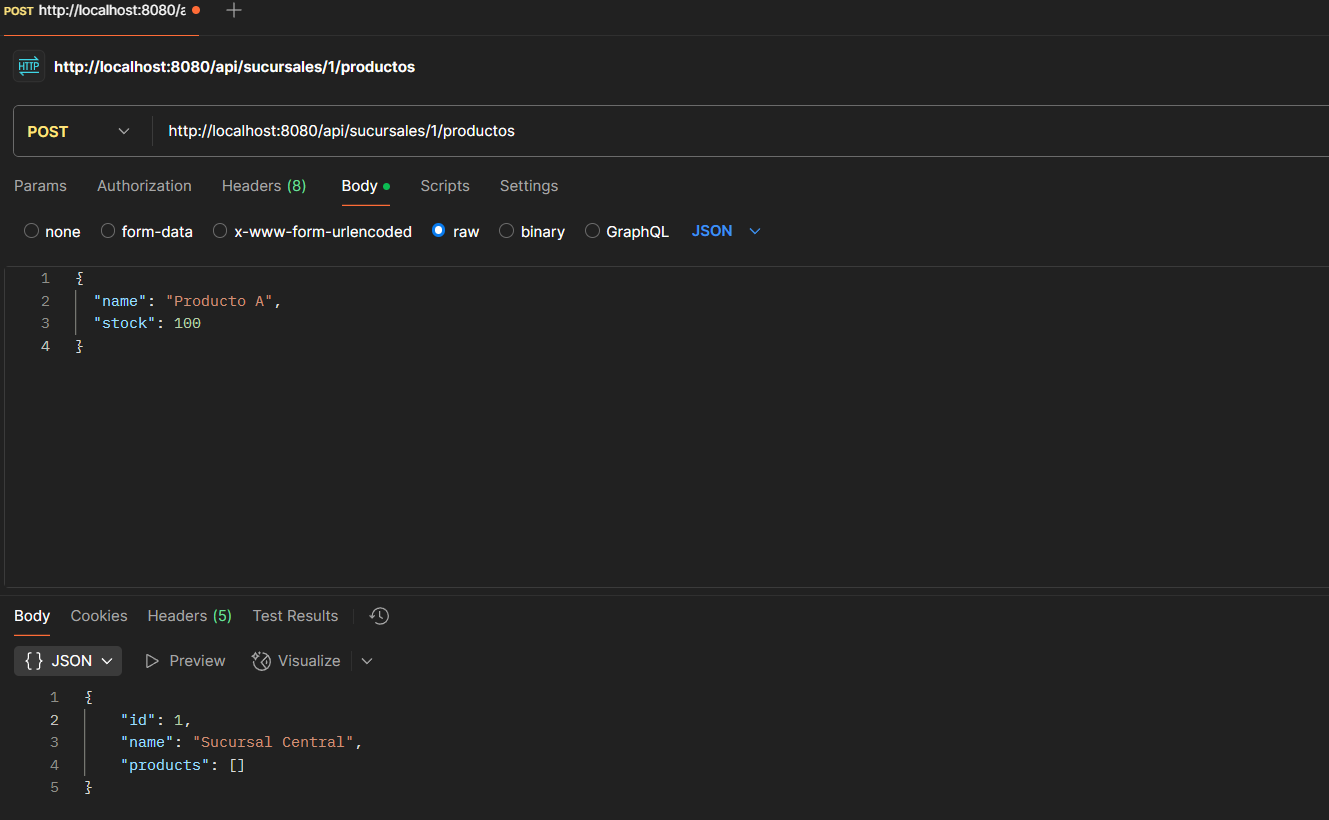 POST http://localhost:8080/a
HTTP http://localhost:8080/api/sucursales/1/productos
POST http://localhost:8080/api/sucursales/1/productos
Params Authorization Headers (8) Body Scripts Settings
none form-data x-www-form-urlencoded raw binary GraphQL JSON
1 {
2 "name": "Producto A",
3 "stock": 100
4 }
Body Cookies Headers (5) Test Results
{} JSON Preview Visualize
1 {
2 "id": 1,
3 "name": "Sucursal Central",
4 "products": []
5 }